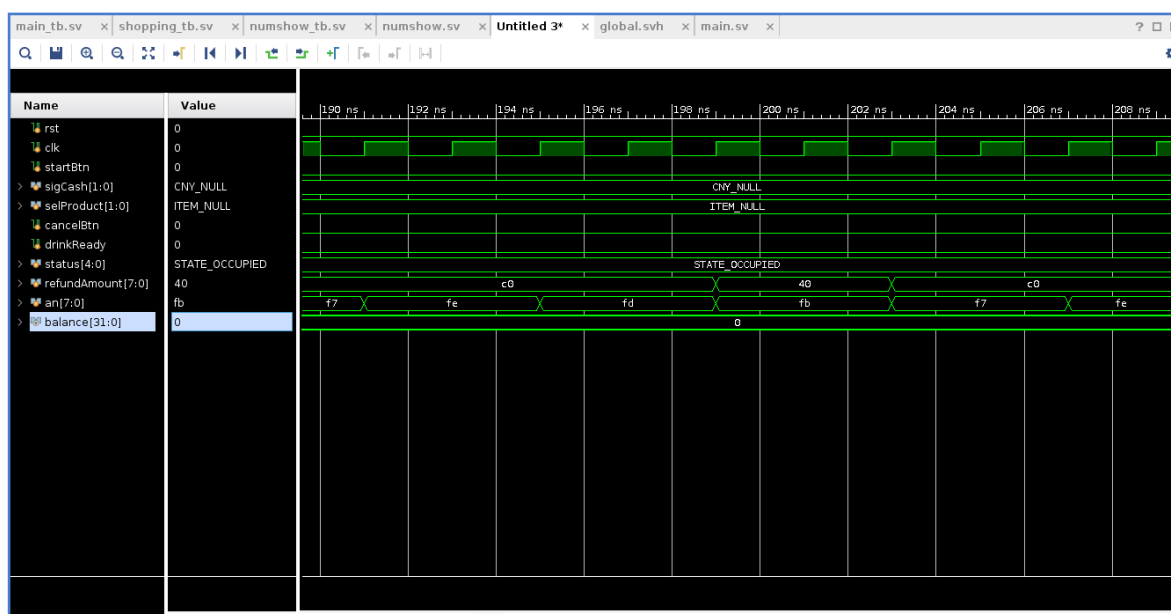 main_tb.sv × shopping_tb.sv × numshow_tb.sv × numshow.sv × Untitled 3* × global.svh × main.sv × ?
Name Value 190 ns 192 ns 194 ns 196 ns 198 ns 200 ns 202 ns 204 ns 206 ns 208 ns
rst 0
clk 0
startBtn 0
sigCash[1:0] CNY_NULL CNY_NULL
selProduct[1:0] ITEM_NULL ITEM_NULL
cancelBtn 0
drinkReady 0
status[4:0] STATE_OCCUPIED STATE_OCCUPIED
refundAmount[7:0] 40 c0 40 c0
an[7:0] fb f7 fe fd fb f7 fe
balance[31:0] 0 0